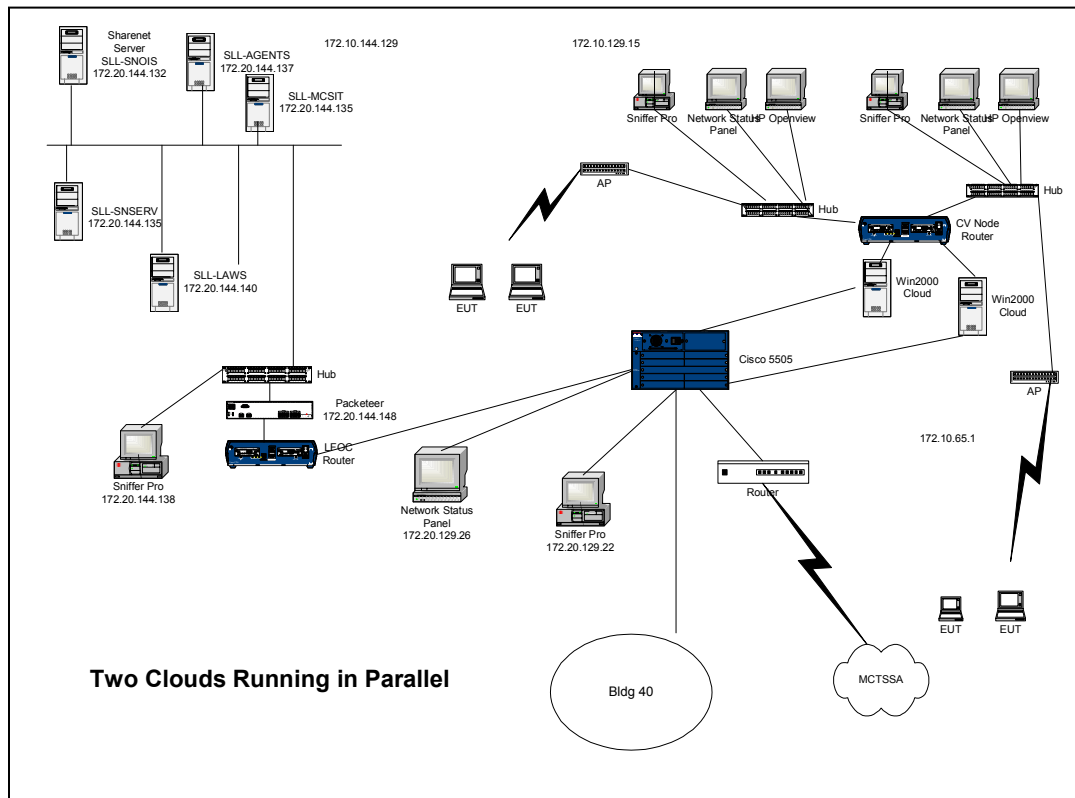 Sharenet
Server
SLL-SNOIS
172.20.144.132
SLL-AGENTS
172.20.144.137
SLL-MCSIT
172.20.144.135
172.10.144.129
172.10.129.15
Sniffer Pro
Network Status
Panel
HP Openview
Sniffer Pro
Network Status
Panel
HP Openview
AP
Hub
Hub
CV Node
Router
SLL-SNSERV
172.20.144.135
SLL-LAWS
172.20.144.140
EUT
EUT
Win2000
Cloud
Win2000
Cloud
Cisco 5505
Hub
Packeteer
172.20.144.148
LFOC
Router
Sniffer Pro
172.20.144.138
Network Status
Panel
172.20.129.26
Sniffer Pro
172.20.129.22
Router
AP
172.10.65.1
EUT
EUT
Two Clouds Running in Parallel
Bldg 40
MCTSSA